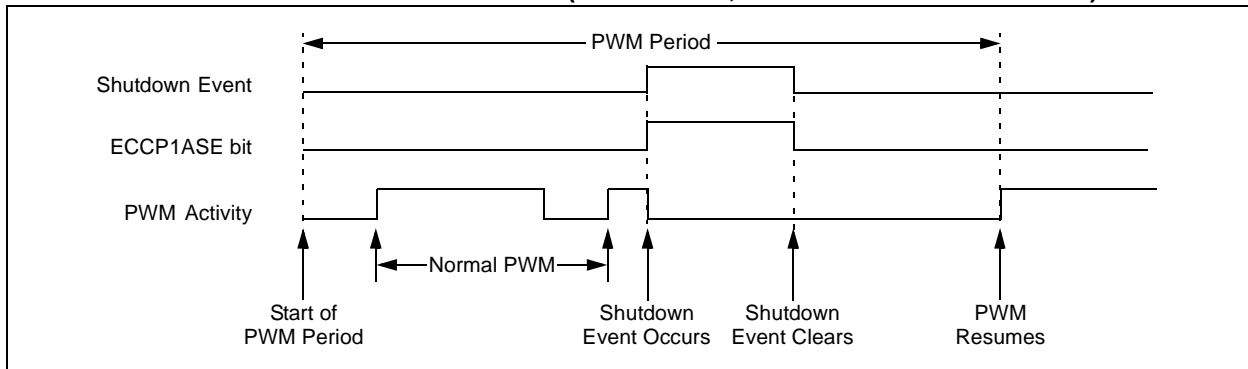 PWM Period
Shutdown Event
ECCP1ASE bit
PWM Activity
Normal PWM
Start of
PWM Period
Shutdown
Event Occurs
Shutdown
Event Clears
PWM
Resumes